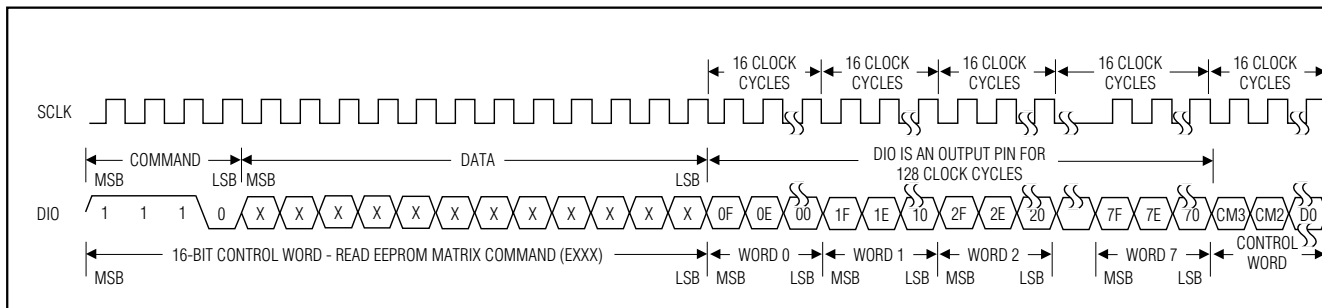 16 CLOCK CYCLES 16 CLOCK CYCLES 16 CLOCK CYCLES 16 CLOCK CYCLES 16 CLOCK CYCLES
SCLK
COMMAND DATA DIO IS AN OUTPUT PIN FOR 128 CLOCK CYCLES
MSB LSB MSB LSB
DIO 1 1 1 0 X X X X X X X X X X X X 0F 0E 00 1F 1E 10 2F 2E 20 7F 7E 70 CM3 CM2 D0
16-BIT CONTROL WORD - READ EEPROM MATRIX COMMAND (EXXX) WORD 0 WORD 1 WORD 2 WORD 7 CONTROL WORD
MSB LSB MSB LSB MSB LSB MSB LSB MSB LSB